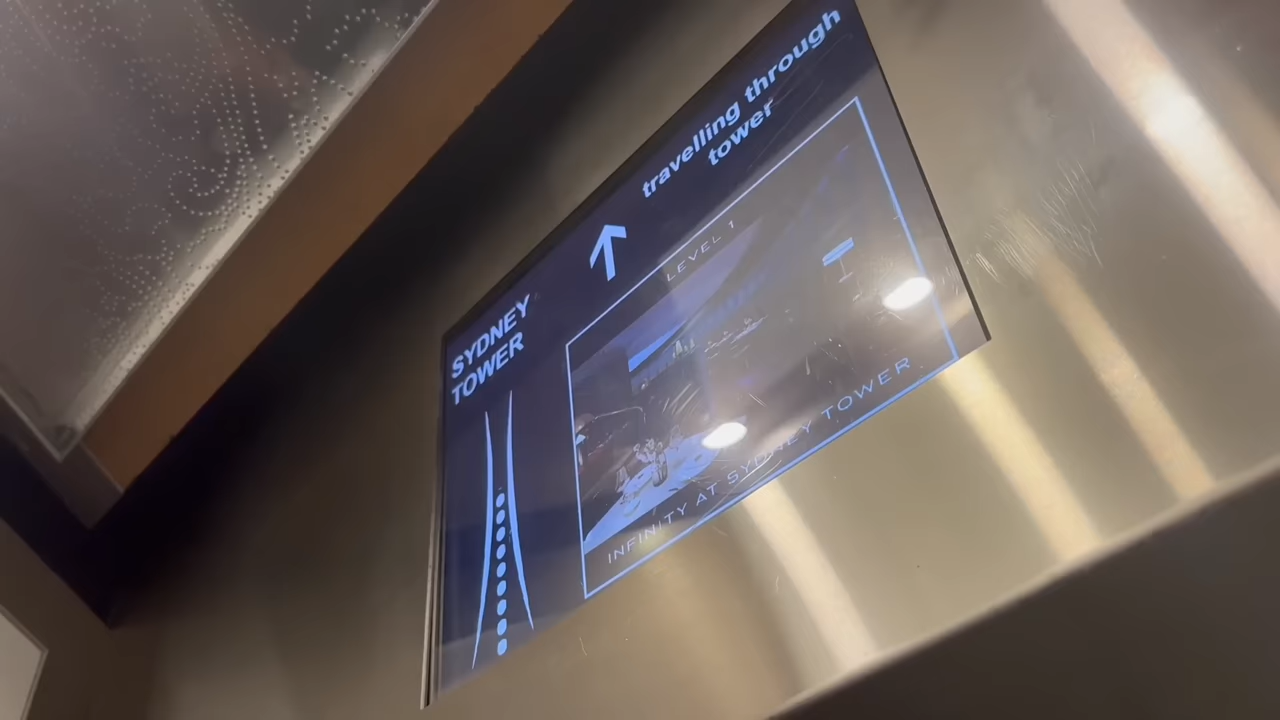 travelling through
tower
SYDNEY
TOWER
LEVEL 1
INFINITY AT SYDNEY TOWER